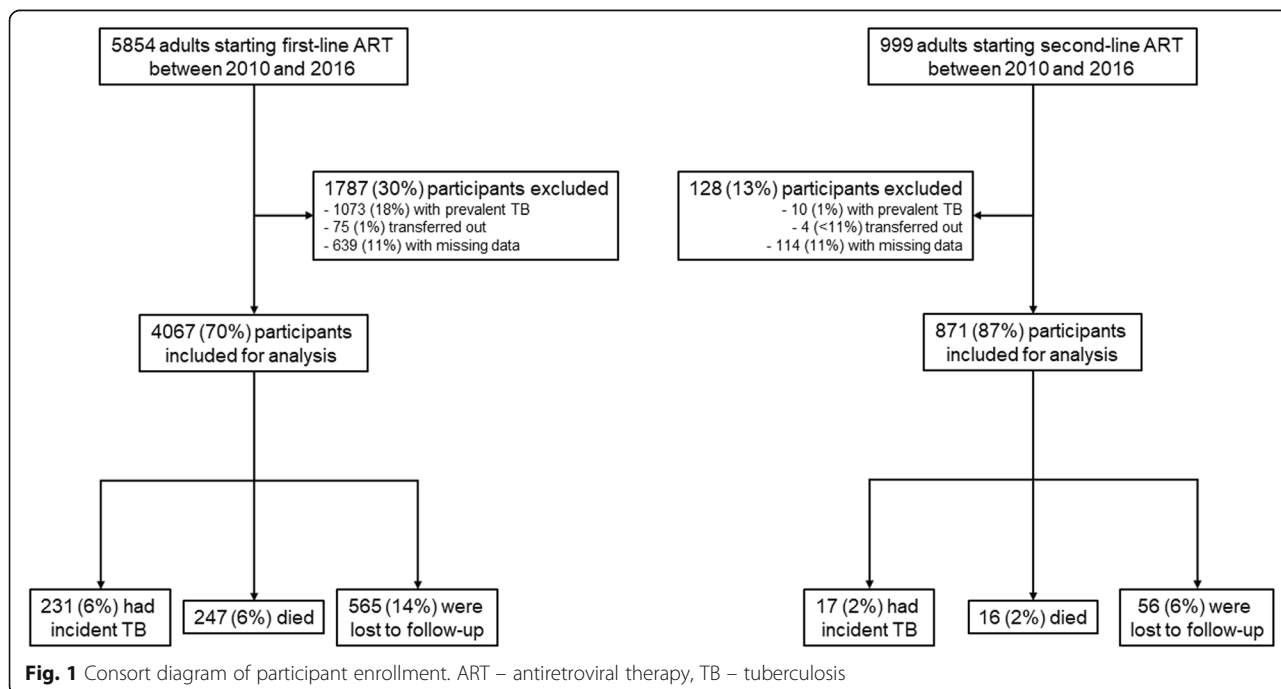 5854 adults starting first-line ART
between 2010 and 2016
999 adults starting second-line ART
between 2010 and 2016
1787 (30%) participants excluded
- 1073 (18%) with prevalent TB
- 75 (1%) transferred out
- 639 (11%) with missing data
128 (13%) participants excluded
- 10 (1%) with prevalent TB
- 4 (<11%) transferred out
- 114 (11%) with missing data
4067 (70%) participants
included for analysis
871 (87%) participants
included for analysis
231 (6%) had
incident TB
247 (6%) died
565 (14%) were
lost to follow-up
17 (2%) had
incident TB
16 (2%) died
56 (6%) were
lost to follow-up
Fig. 1 Consort diagram of participant enrollment. ART – antiretroviral therapy, TB – tuberculosis